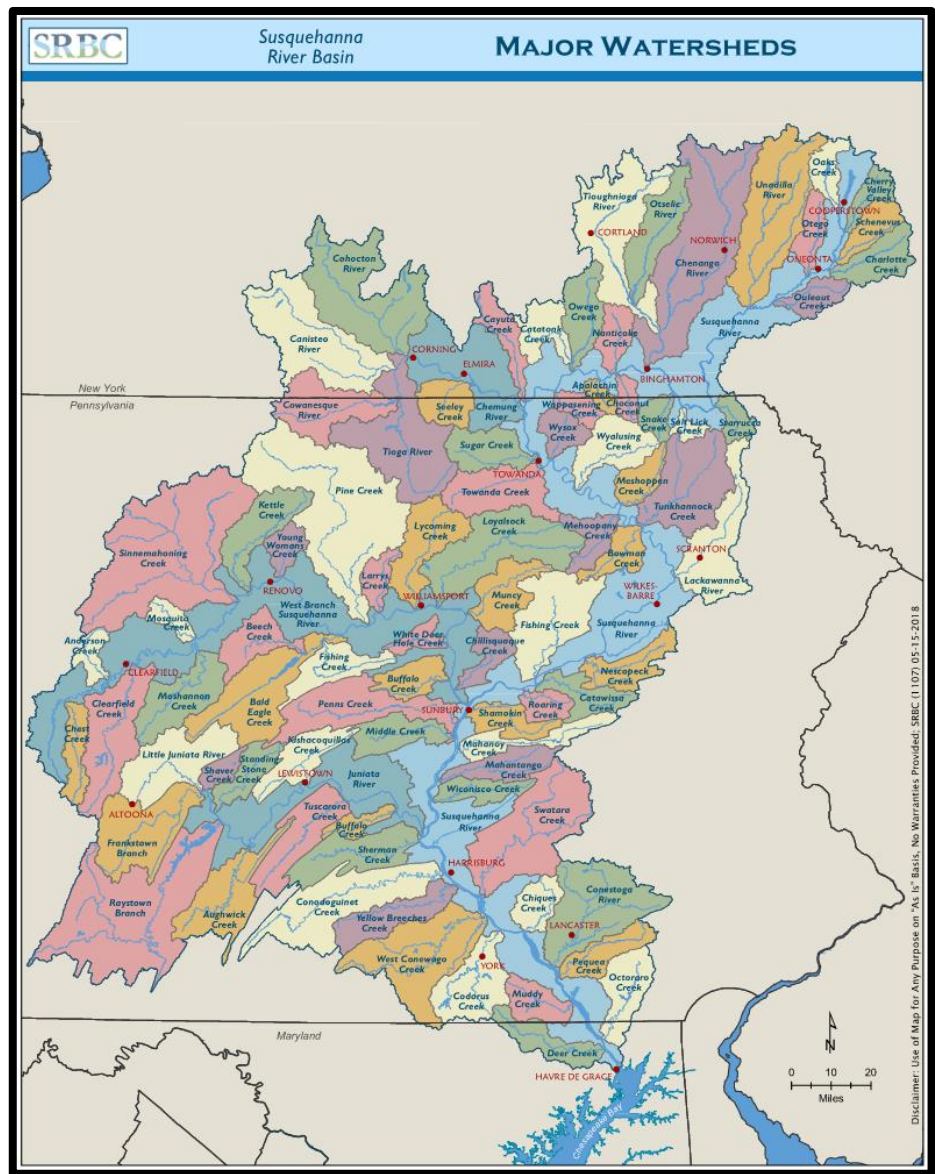 SRBC
Susquehanna
River Basin
MAJOR WATERSHEDS
Oaks
Creek
Cherry
Valley
Creek
Tioughnioga
River
Otselic
River
Unadilla
River
COOPERSTOWN
Schenevus
Creek
CORTLAND
Otego
Creek
NORWICH
Chenango
River
ONEONTA
Charlotte
Creek
Cohocton
River
Ouleout
Creek
Owego
Creek
Cayuta
Creek
Catatonk
Creek
Nanticoke
Creek
Susquehanna
River
Canisteo
River
CORNING
ELMIRA
BINGHAMTON
New York
Pennsylvania
Apalachin
Creek
Cowanesque
River
Seeley
Creek
Chemung
River
Wappasening
Creek
Choconut
Creek
Snake
Creek
Salt Lick
Creek
Starrucca
Creek
Wysox
Creek
Wyalusing
Creek
Sugar Creek
Tioga River
TOWANDA
Meshoppen
Creek
Pine Creek
Towanda Creek
Tunkhannock
Creek
Kettle
Creek
Lycoming
Creek
Loyalsock
Creek
Mehoopany
Creek
Young
Womans
Creek
Bowman
Creek
SCRANTON
Sinnemahoning
Creek
Larrys
Creek
RENOVO
Lackawanna
River
WILKES-
BARRE
West Branch
Susquehanna
River
WILLIAMSPORT
Muncy
Creek
Mosquito
Creek
Fishing Creek
Susquehanna
River
Beech
Creek
White Deer
Hole Creek
Anderson
Creek
Chillisquaque
Creek
CLEARFIELD
Fishing
Creek
Nescopeck
Creek
Buffalo
Creek
Clearfield
Creek
Moshannon
Creek
Bald
Eagle
Creek
Penns Creek
SUNBURY
Shamokin
Creek
Roaring
Creek
Catawissa
Creek
Chest
Creek
Middle Creek
Kishacoquillas
Creek
Mahanoy
Creek
Little Juniata River
Standing
Stone
Creek
Shaver
Creek
LEWISTOWN
Juniata
River
Mahantango
Creek
Wiconisco
Creek
ALTOONA
Tuscarora
Creek
Susquehanna
River
Swatara
Creek
Buffalo
Creek
Frankstown
Branch
Sherman
Creek
HARRISBURG
Raystown
Branch
Conodoguinet
Creek
Chiques
Creek
Conestoga
River
Aughwick
Creek
Yellow Breeches
Creek
LANCASTER
West Conewago
Creek
YORK
Pequea
Creek
Octoraro
Creek
Codorus
Creek
Muddy
Creek
Maryland
Deer Creek
HAVRE DE GRACE
Chesapeake Bay
N
0 10 20
Miles
Disclaimer: Use of Map for Any Purpose on "As Is" Basis, No Warranties Provided; SRBC (1107) 05-15-2018